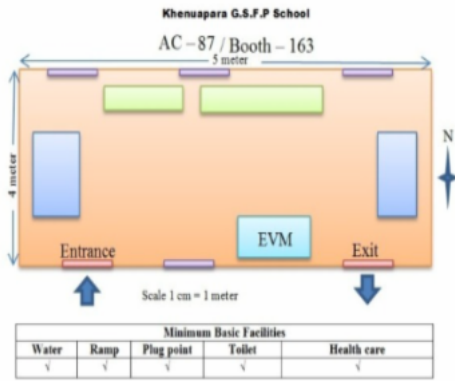 Khenuapara G.S.F.P School
AC – 87 / Booth – 163
5 meter
4 meter
N
Entrance
EVM
Exit
Scale 1 cm = 1 meter
Minimum Basic Facilities
Water Ramp Plug point Toilet Health care
√ √ √ √ √